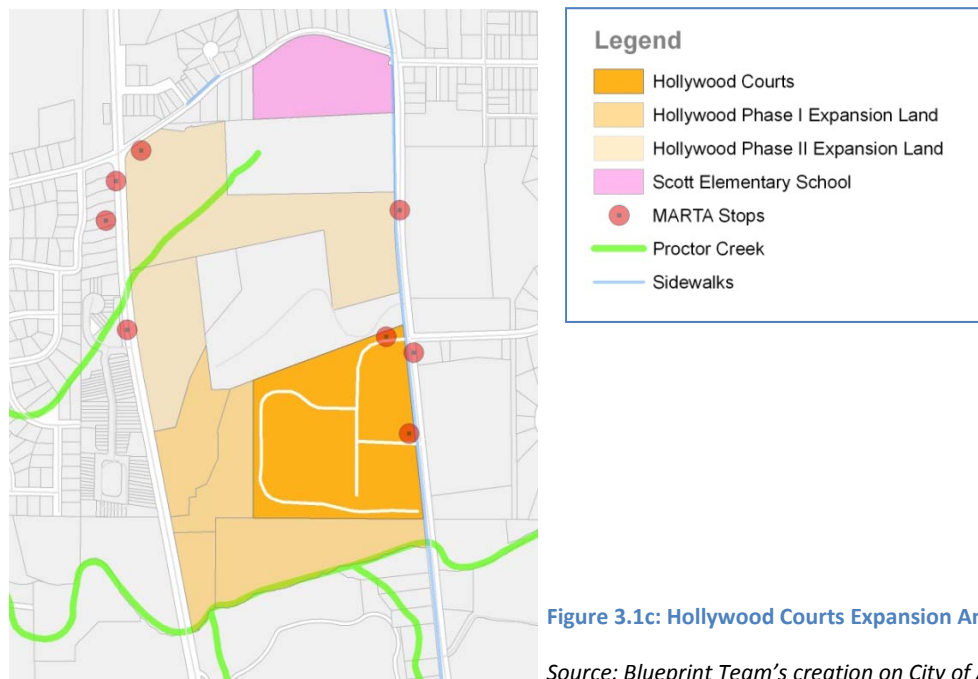 Legend
Hollywood Courts
Hollywood Phase I Expansion Land
Hollywood Phase II Expansion Land
Scott Elementary School
MARTA Stops
Proctor Creek
Sidewalks
Figure 3.1c: Hollywood Courts Expansion
Source: Blueprint Team's creation on City of